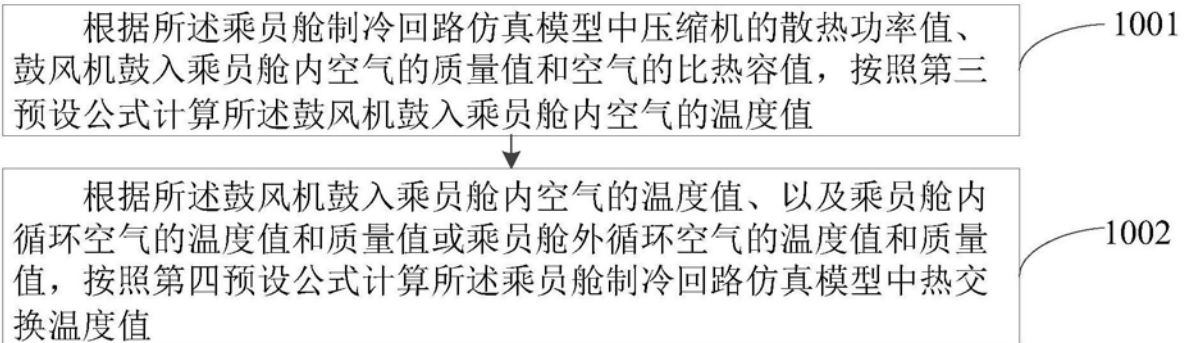 根据所述乘员舱制冷回路仿真模型中压缩机的散热功率值、
鼓风机鼓入乘员舱内空气的质量值和空气的比热容值，按照第三
预设公式计算所述鼓风机鼓入乘员舱内空气的温度值
1001
根据所述鼓风机鼓入乘员舱内空气的温度值、以及乘员舱内
循环空气的温度值和质量值或乘员舱外循环空气的温度值和质量
值，按照第四预设公式计算所述乘员舱制冷回路仿真模型中热交
换温度值
1002